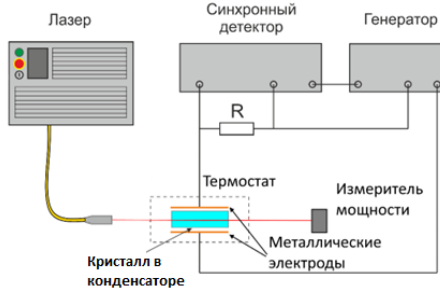 Лазер
Синхронный
детектор
Генератор
R
Термостат
Измеритель
мощности
Металлические
электроды
Кристалл в
конденсаторе